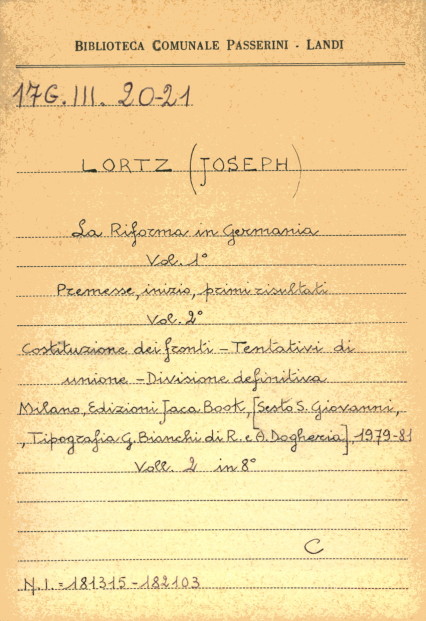 BIBLIOTECA COMUNALE PASSERINI - LANDI
17G. III. 20-21
LORTZ (JOSEPH)
La Riforma in Germania
Vol. 1°
Premesse, inizio, primi risultati
Vol. 2°
Costituzione dei fronti - Tentativi di
unione - Divisione definitiva
Milano, Edizioni Jaca Book, [Sesto S. Giovanni,
, Tipografia G. Bianchi di R. e A. Dogheria], 1979-81
Voll. 2 in 8°
C
N. I. = 181315 - 182103